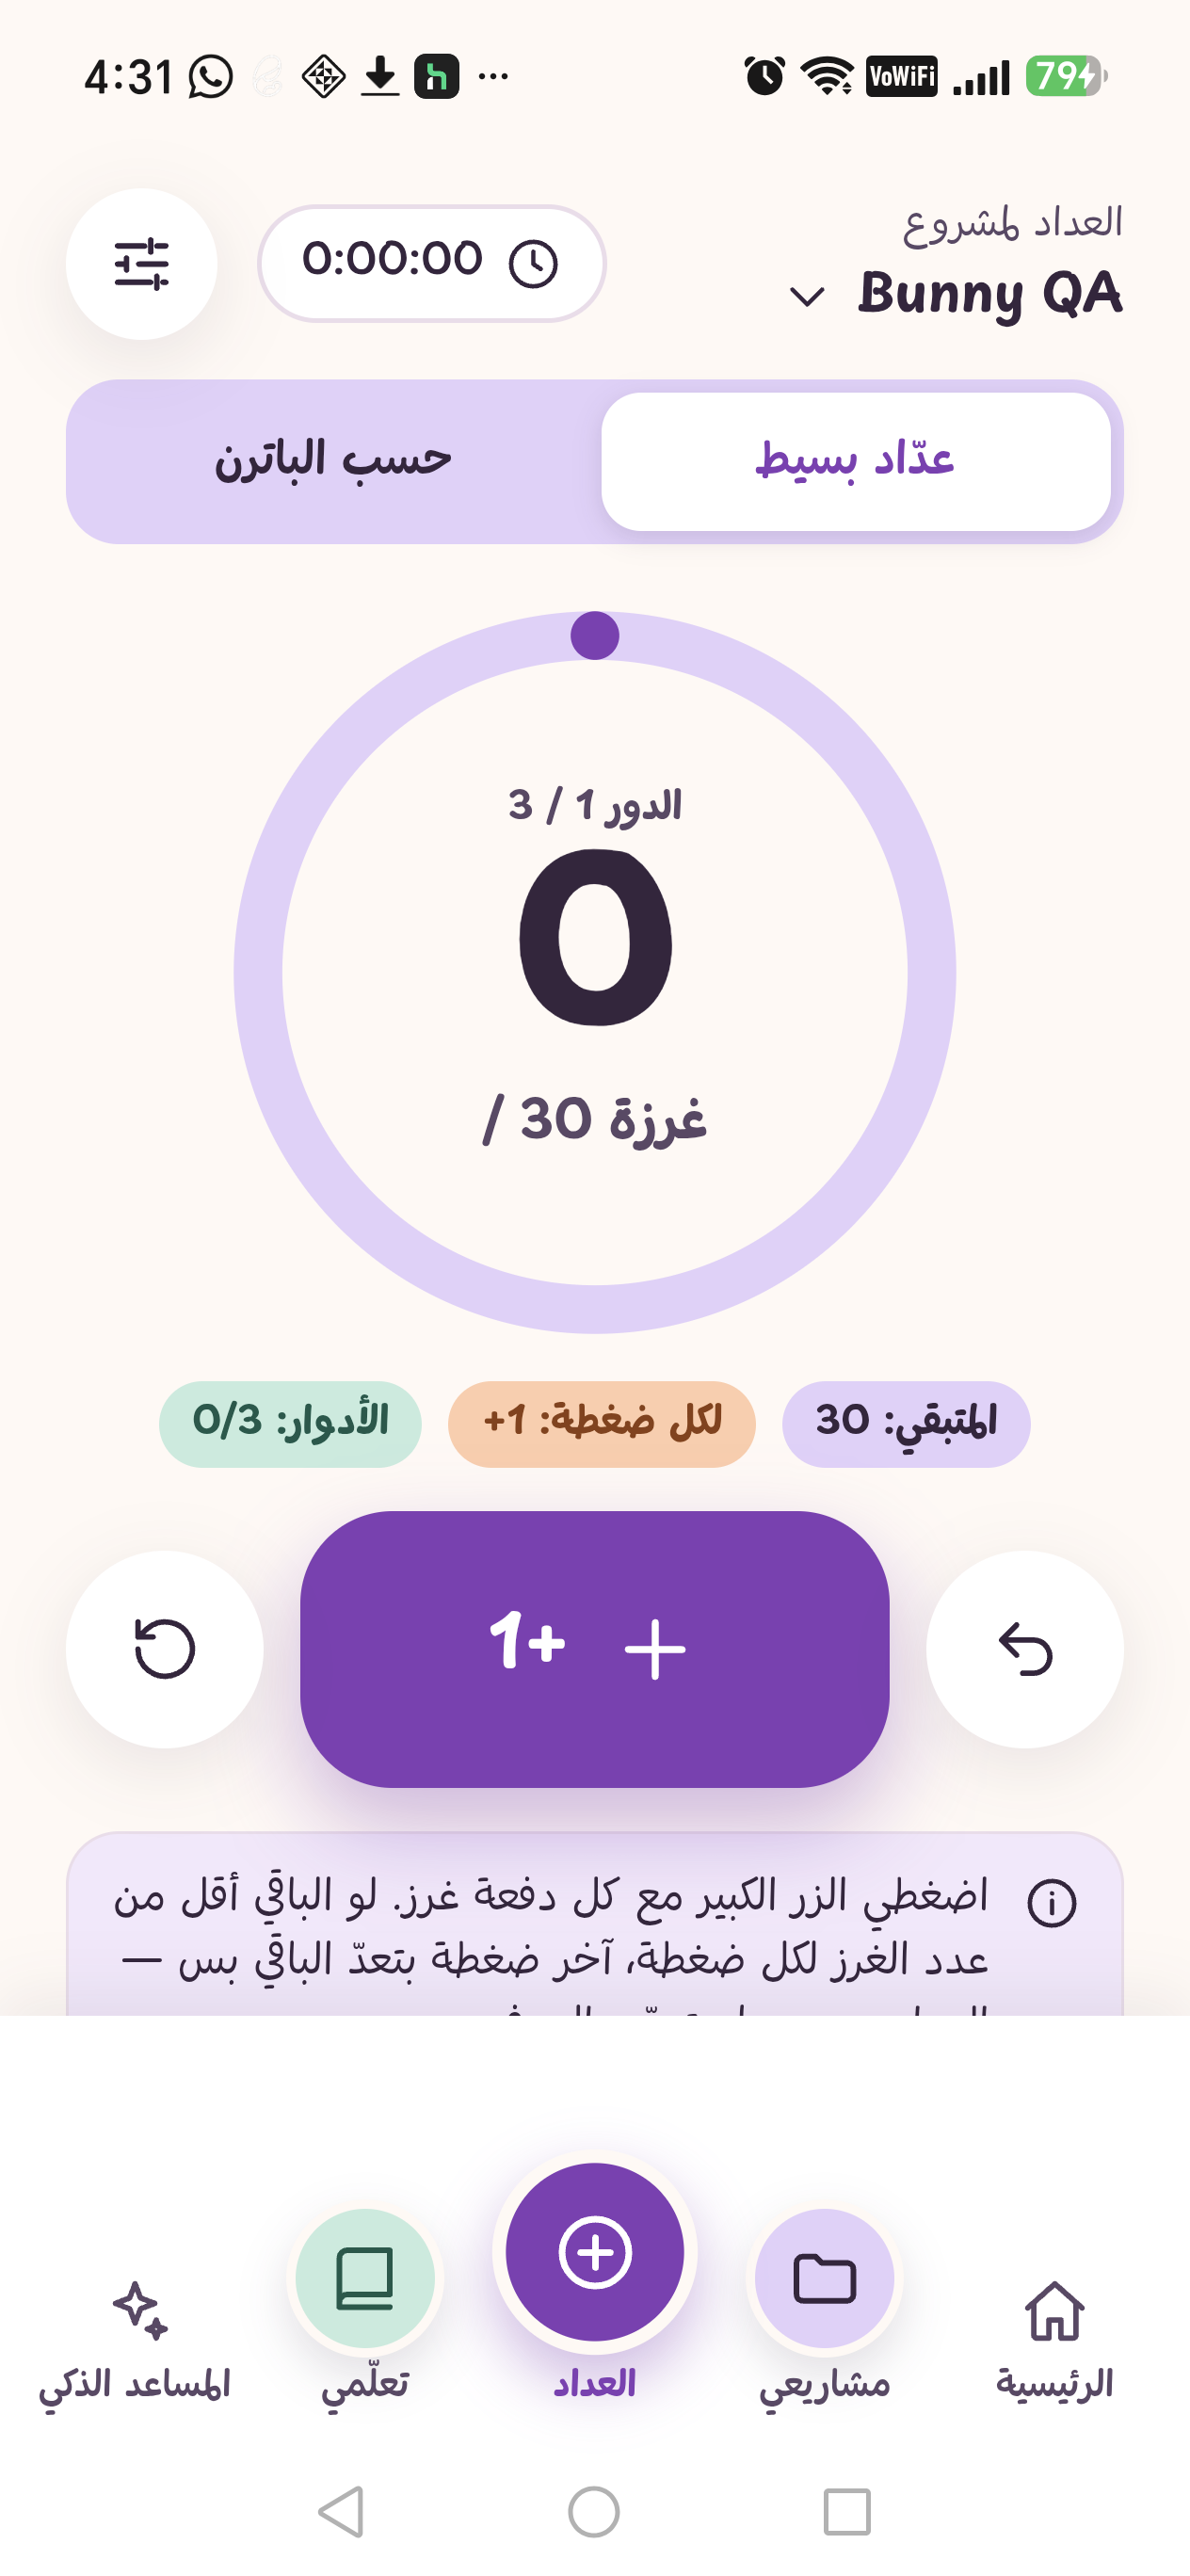 4:31
VoWiFi
79
العداد لمشروع
Bunny QA
0:00:00
عدّاد بسيط
حسب الباترن
الدور 1 / 3
0
/ 30 غرزة
المتبقي: 30
لكل ضغطة: 1+
الأدوار: 0/3
1+
اضغطي الزر الكبير مع كل دفعة غرز. لو الباقي أقل من
عدد الغرز لكل ضغطة، آخر ضغطة بتعدّ الباقي بس —
الرئيسية
مشاريعي
العداد
تعلّمي
المساعد الذكي